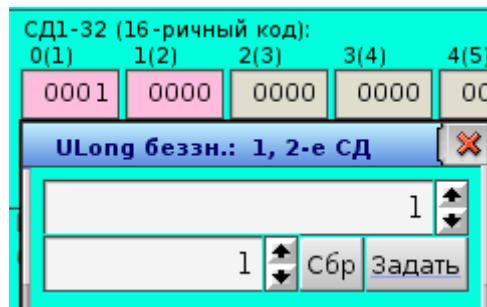 СД1-32 (16-ричный код):
0(1) 1(2) 2(3) 3(4) 4(5)
0001 0000 0000 0000 00
ULong беззн.: 1, 2-е СД
1
1 Сбр Задать